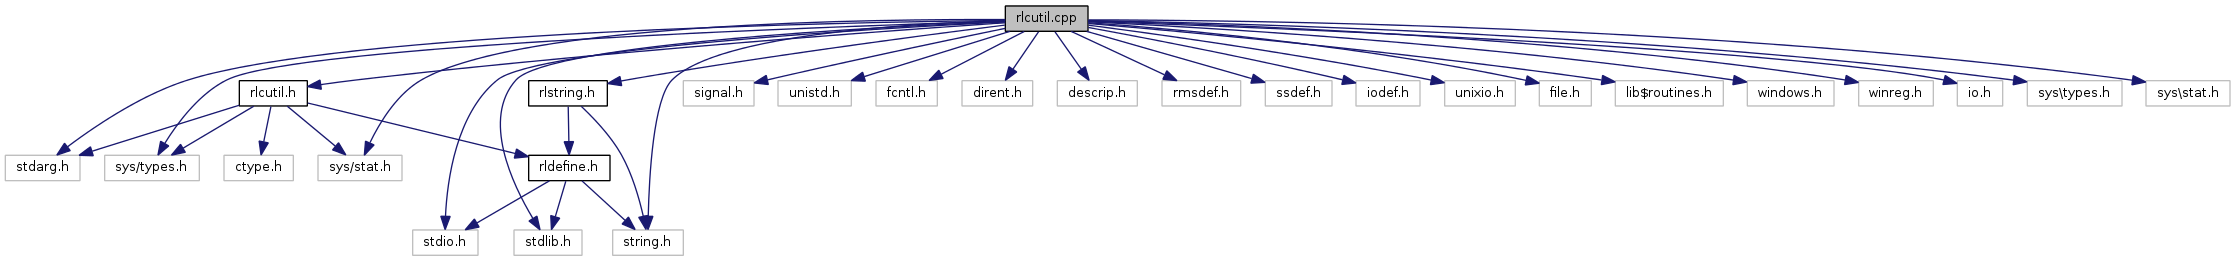 rlcutil.cpp
rlcutil.h
rlstring.h
signal.h
unistd.h
fcntl.h
dirent.h
descrip.h
rmsdef.h
ssdef.h
iodef.h
unixio.h
file.h
lib$routines.h
windows.h
winreg.h
io.h
sys\types.h
sys\stat.h
stdarg.h
sys/types.h
ctype.h
sys/stat.h
rldefine.h
stdio.h
stdlib.h
string.h